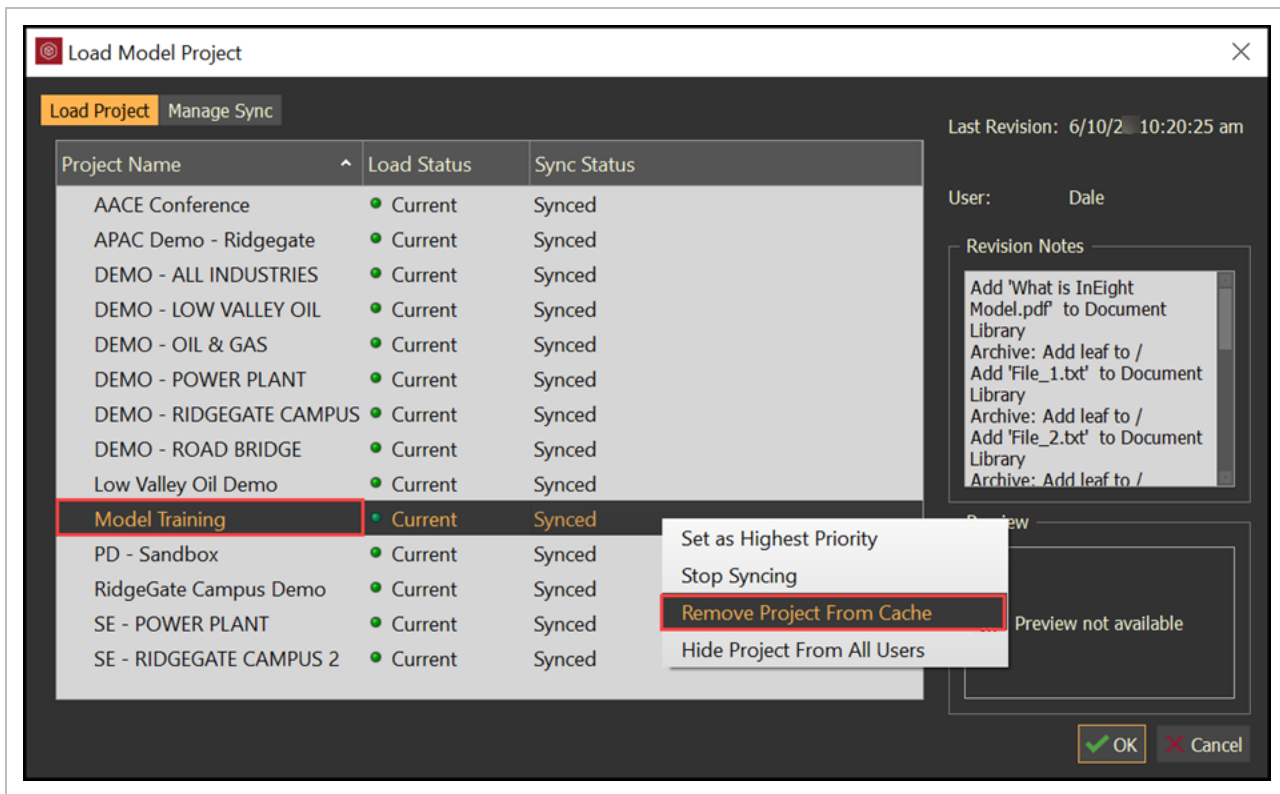 Load Model Project
Load Project Manage Sync
Project Name Load Status Sync Status
AACE Conference Current Synced
APAC Demo - Ridgegate Current Synced
DEMO - ALL INDUSTRIES Current Synced
DEMO - LOW VALLEY OIL Current Synced
DEMO - OIL & GAS Current Synced
DEMO - POWER PLANT Current Synced
DEMO - RIDGEGATE CAMPUS Current Synced
DEMO - ROAD BRIDGE Current Synced
Low Valley Oil Demo Current Synced
Model Training Current Synced
PD - Sandbox Current Synced
RidgeGate Campus Demo Current Synced
SE - POWER PLANT Current Synced
SE - RIDGEGATE CAMPUS 2 Current Synced
Set as Highest Priority
Stop Syncing
Remove Project From Cache
Hide Project From All Users
Last Revision: 6/10/2 10:20:25 am
User: Dale
Revision Notes
Add 'What is InEight
Model.pdf' to Document
Library
Archive: Add leaf to /
Add 'File_1.txt' to Document
Library
Archive: Add leaf to /
Add 'File_2.txt' to Document
Library
Archive: Add leaf to /
Preview not available
OK Cancel